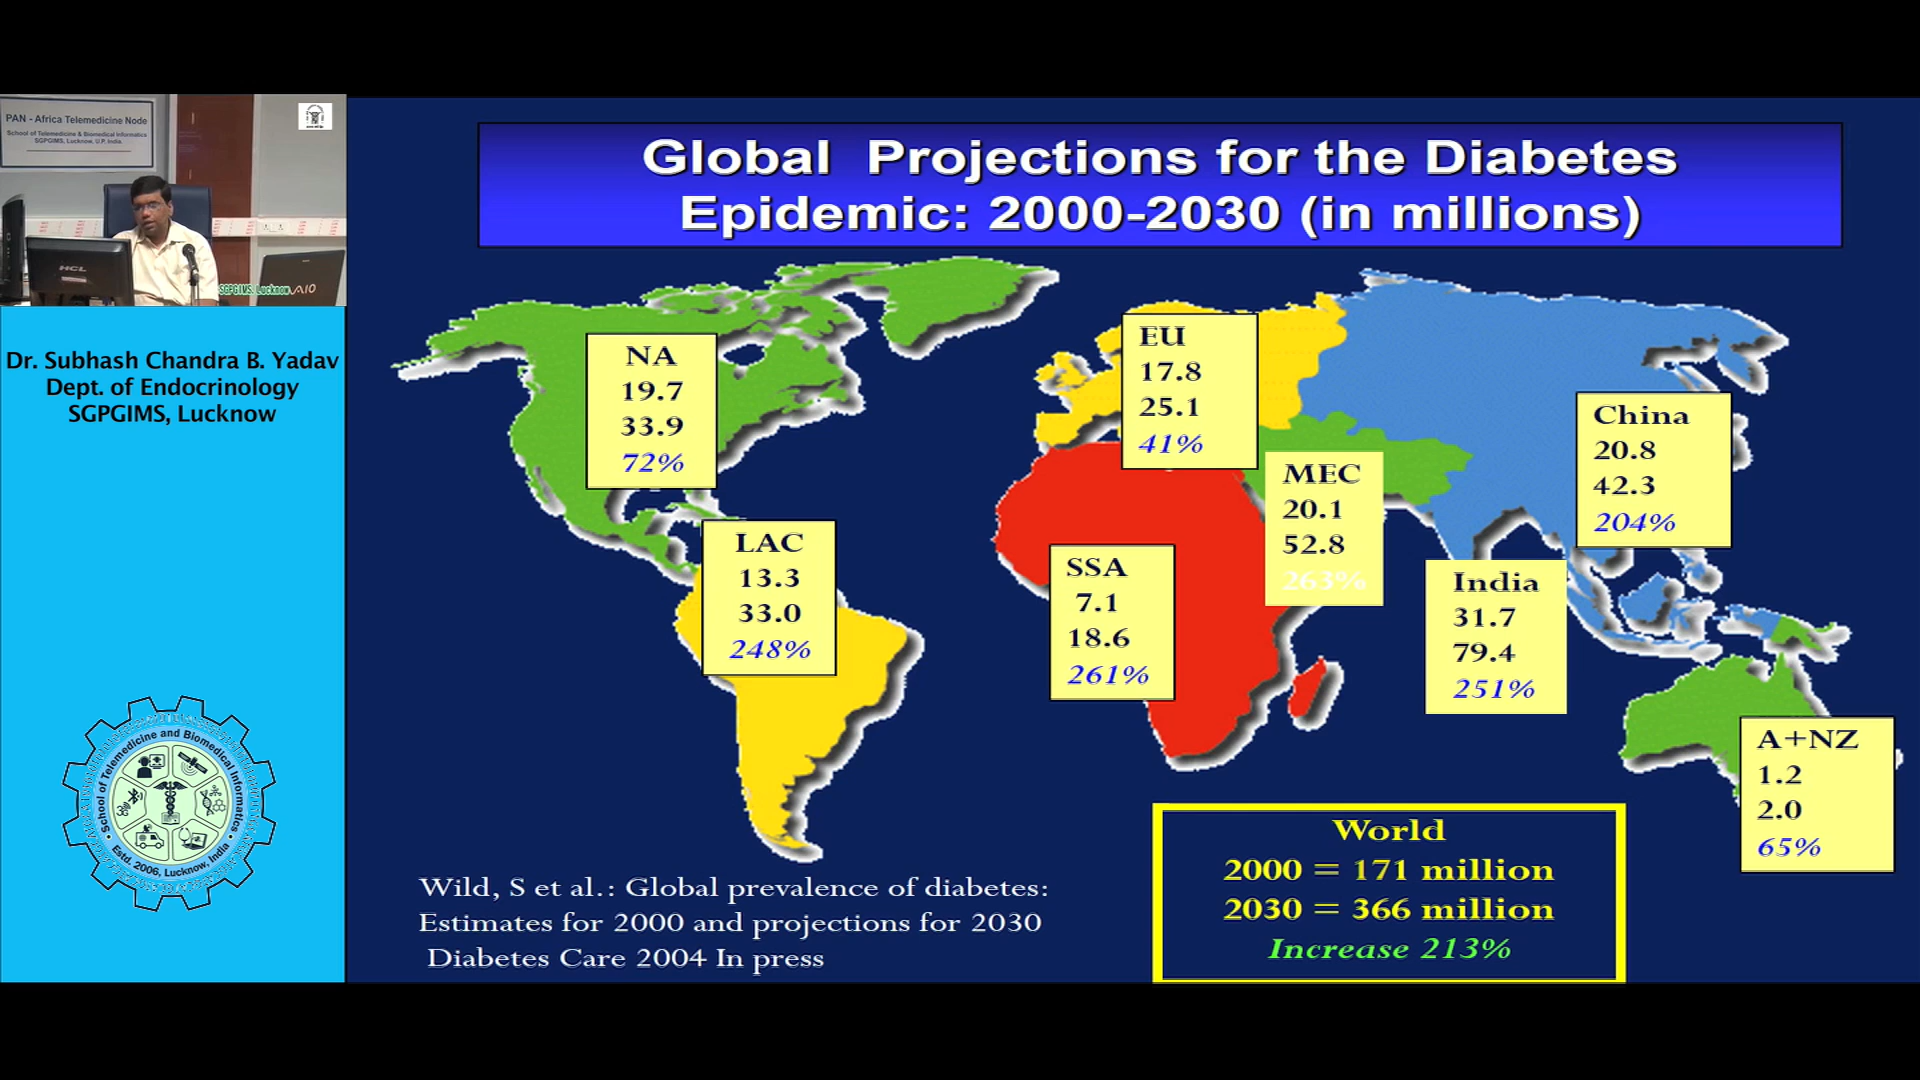 PAN - Africa Telemedicine Node
School of Telemedicine & Biomedical Informatics
SGPGIMS, Lucknow, U.P. India.
HCL
SGPGIMS, Lucknow
VAIO
Dr. Subhash Chandra B. Yadav
Dept. of Endocrinology
SGPGIMS, Lucknow
School of Telemedicine and Biomedical Informatics
Estd. 2006, Lucknow, India
Global Projections for the Diabetes
Epidemic: 2000-2030 (in millions)
NA
19.7
33.9
72%
LAC
13.3
33.0
248%
EU
17.8
25.1
41%
SSA
7.1
18.6
261%
MEC
20.1
52.8
263%
China
20.8
42.3
204%
India
31.7
79.4
251%
A+NZ
1.2
2.0
65%
World
2000 = 171 million
2030 = 366 million
Increase 213%
Wild, S et al.: Global prevalence of diabetes:
Estimates for 2000 and projections for 2030
Diabetes Care 2004 In press